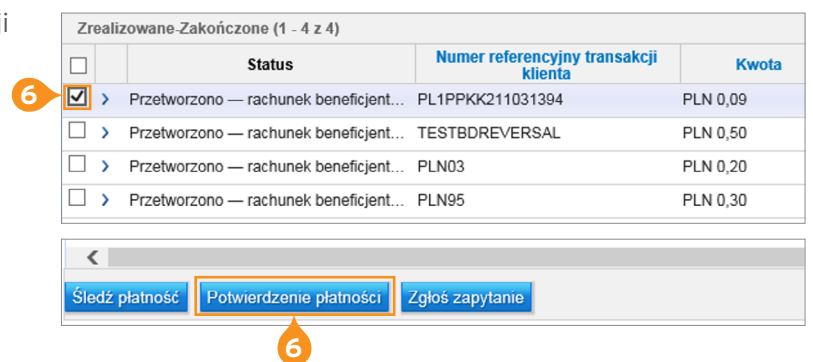 ji
Zrealizowane-Zakończone (1 - 4 z 4)
Status Numer referencyjny transakcji klienta Kwota
6 Przetworzono — rachunek beneficjent... PL1PPKK211031394 PLN 0,09
Przetworzono — rachunek beneficjent... TESTBDREVERSAL PLN 0,50
Przetworzono — rachunek beneficjent... PLN03 PLN 0,20
Przetworzono — rachunek beneficjent... PLN95 PLN 0,30
Śledź płatność Potwierdzenie płatności Zgłoś zapytanie
6